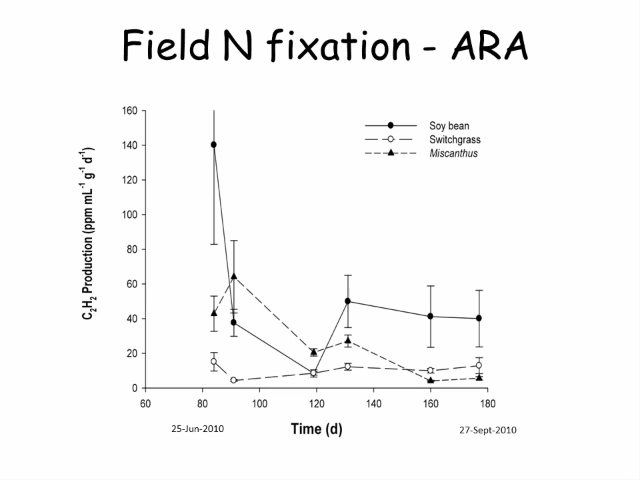 Field N fixation - ARA
C₂H₂ Production (ppm mL⁻¹ g⁻¹ d⁻¹)
160
140
120
100
80
60
40
20
0
Soy bean
Switchgrass
Miscanthus
60 80 100 120 140 160 180
25-Jun-2010 Time (d) 27-Sept-2010